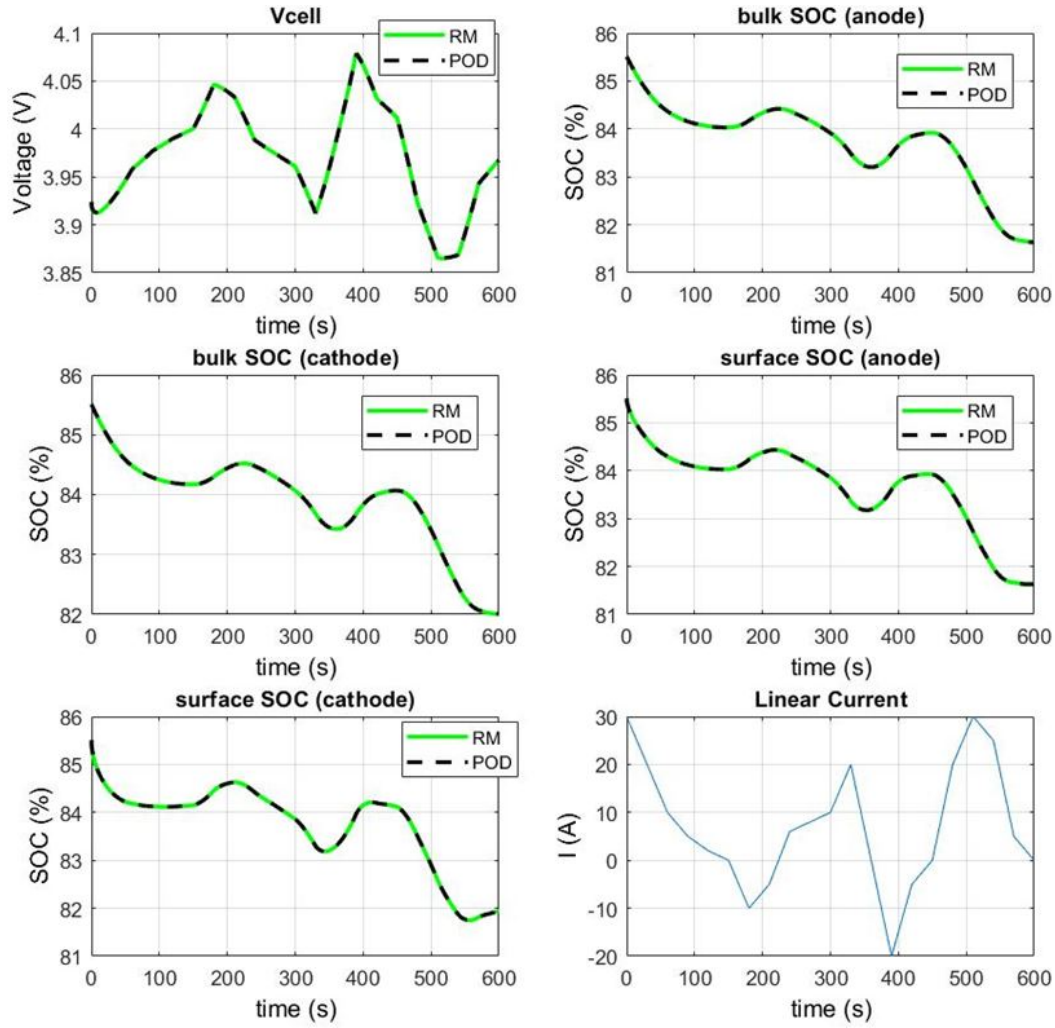 Vcell
4.1
4.05
4
3.95
3.9
3.85
Voltage (V)
RM
POD
0 100 200 300 400 500 600
time (s)
bulk SOC (anode)
86
85
84
83
82
81
SOC (%)
RM
POD
0 100 200 300 400 500 600
time (s)
bulk SOC (cathode)
86
85
84
83
82
SOC (%)
RM
POD
0 100 200 300 400 500 600
time (s)
surface SOC (anode)
86
85
84
83
82
81
SOC (%)
RM
POD
0 100 200 300 400 500 600
time (s)
surface SOC (cathode)
86
85
84
83
82
81
SOC (%)
RM
POD
0 100 200 300 400 500 600
time (s)
Linear Current
30
20
10
0
-10
-20
I (A)
0 100 200 300 400 500 600
time (s)